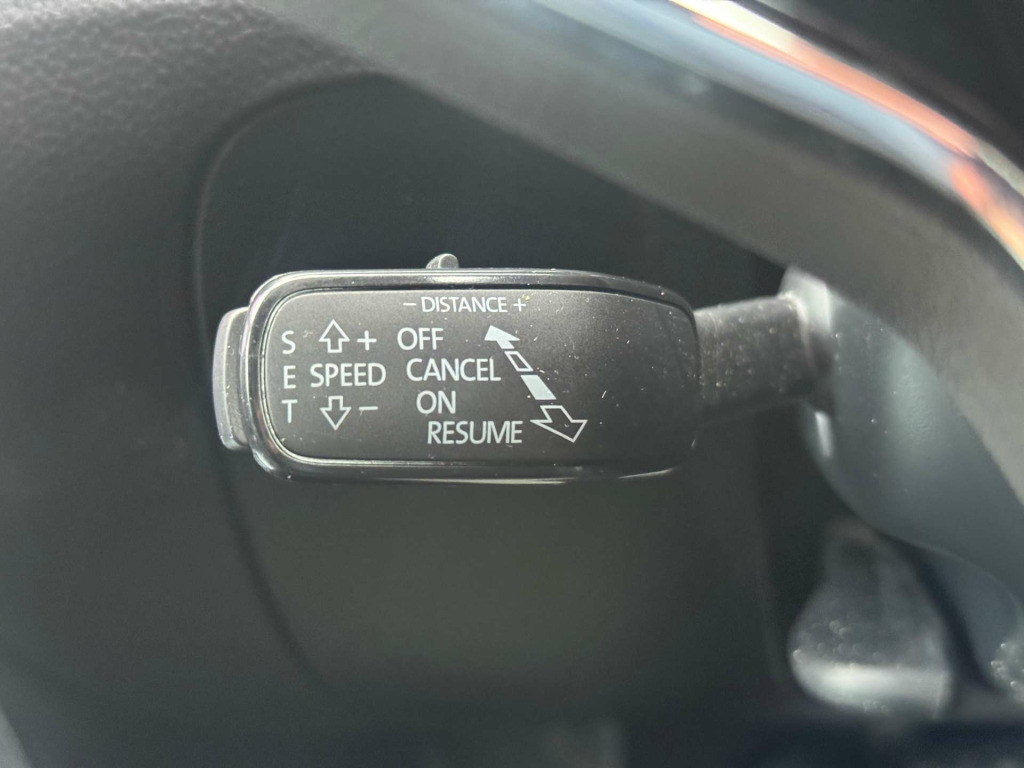 – DISTANCE +
S + OFF
E SPEED CANCEL
T – ON
RESUME